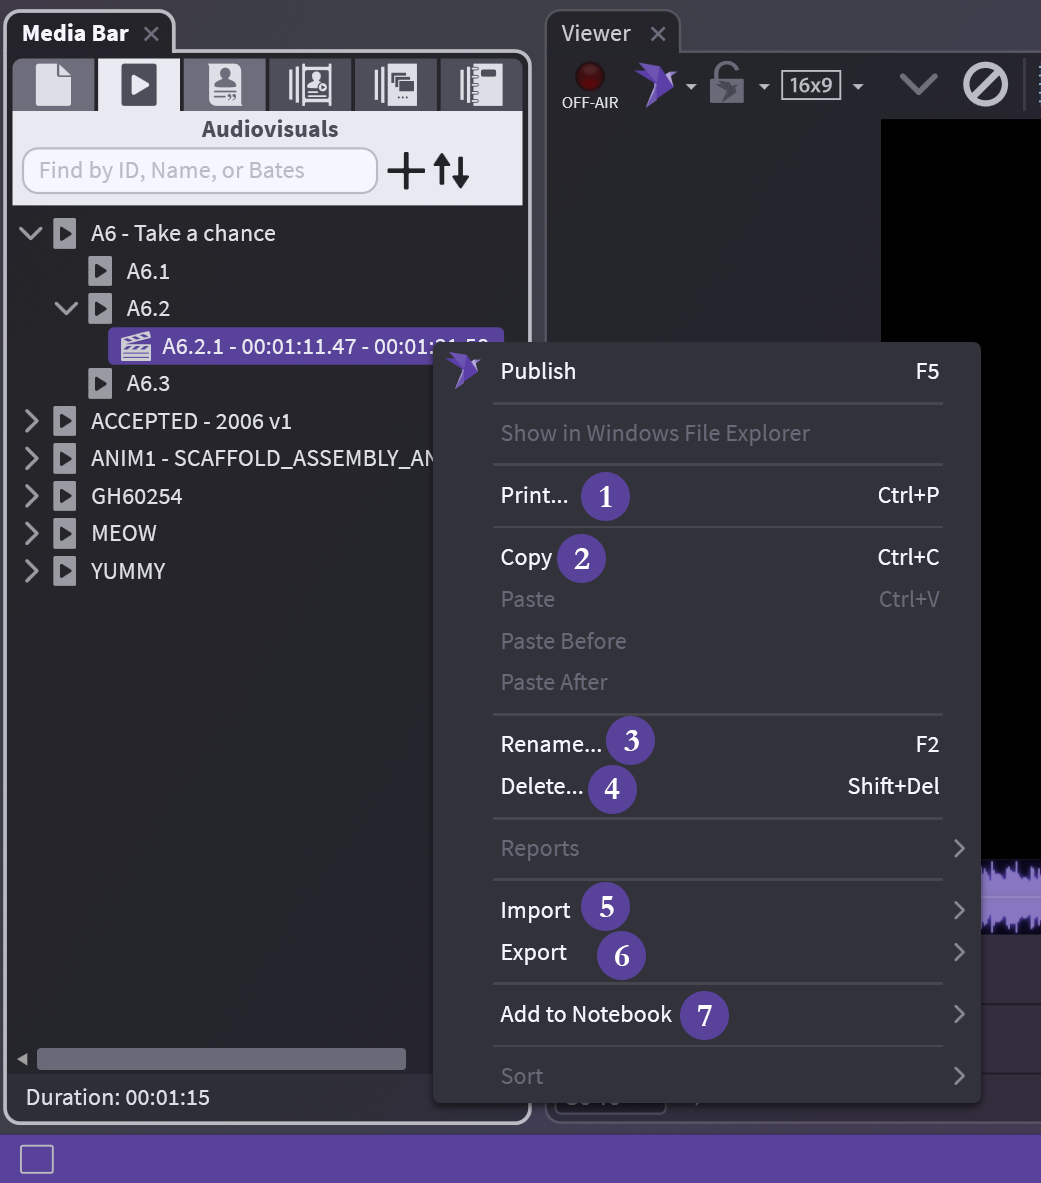 Media Bar
Viewer
OFF-AIR
16x9
Audiovisuals
Find by ID, Name, or Bates
A6 - Take a chance
A6.1
A6.2
A6.2.1 - 00:01:11.47 - 00:01:
A6.3
ACCEPTED - 2006 v1
ANIM1 - SCAFFOLD_ASSEMBLY_AN
GH60254
MEOW
YUMMY
Duration: 00:01:15
Publish F5
Show in Windows File Explorer
Print... 1 Ctrl+P
Copy 2 Ctrl+C
Paste Ctrl+V
Paste Before
Paste After
Rename... 3 F2
Delete... 4 Shift+Del
Reports
Import 5
Export 6
Add to Notebook 7
Sort